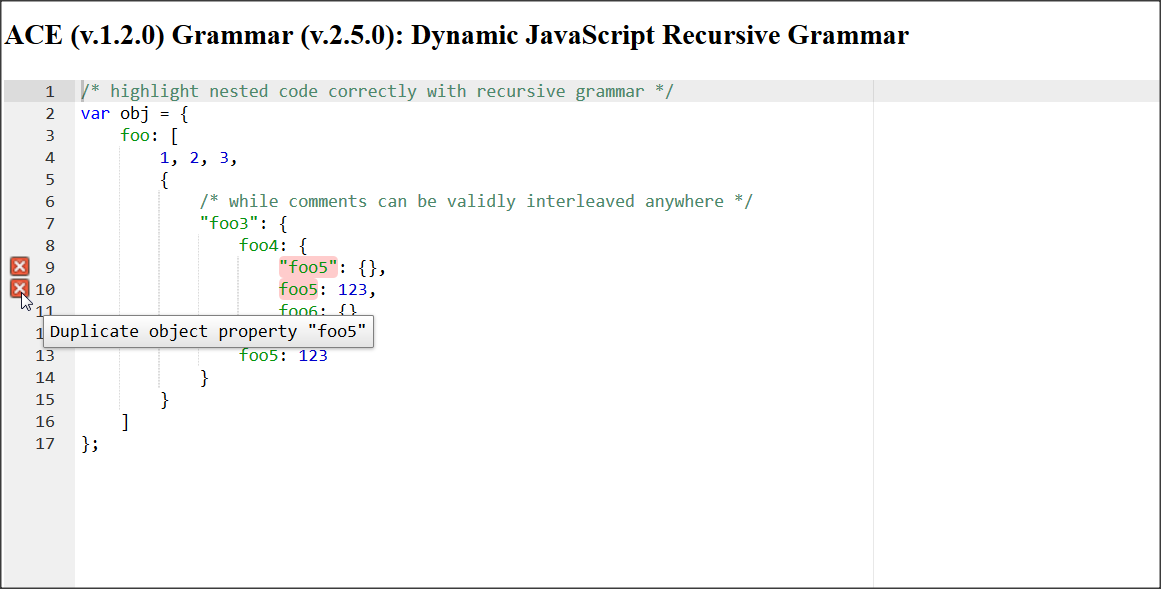 ACE (v.1.2.0) Grammar (v.2.5.0): Dynamic JavaScript Recursive Grammar
1 /* highlight nested code correctly with recursive grammar */
2 var obj = {
3 foo: [
4 1, 2, 3,
5 {
6 /* while comments can be validly interleaved anywhere */
7 "foo3": {
8 foo4: {
9 "foo5": {},
10 foo5: 123,
11 foo6: {}
Duplicate object property "foo5"
13 foo5: 123
14 }
15 }
16 ]
17 };